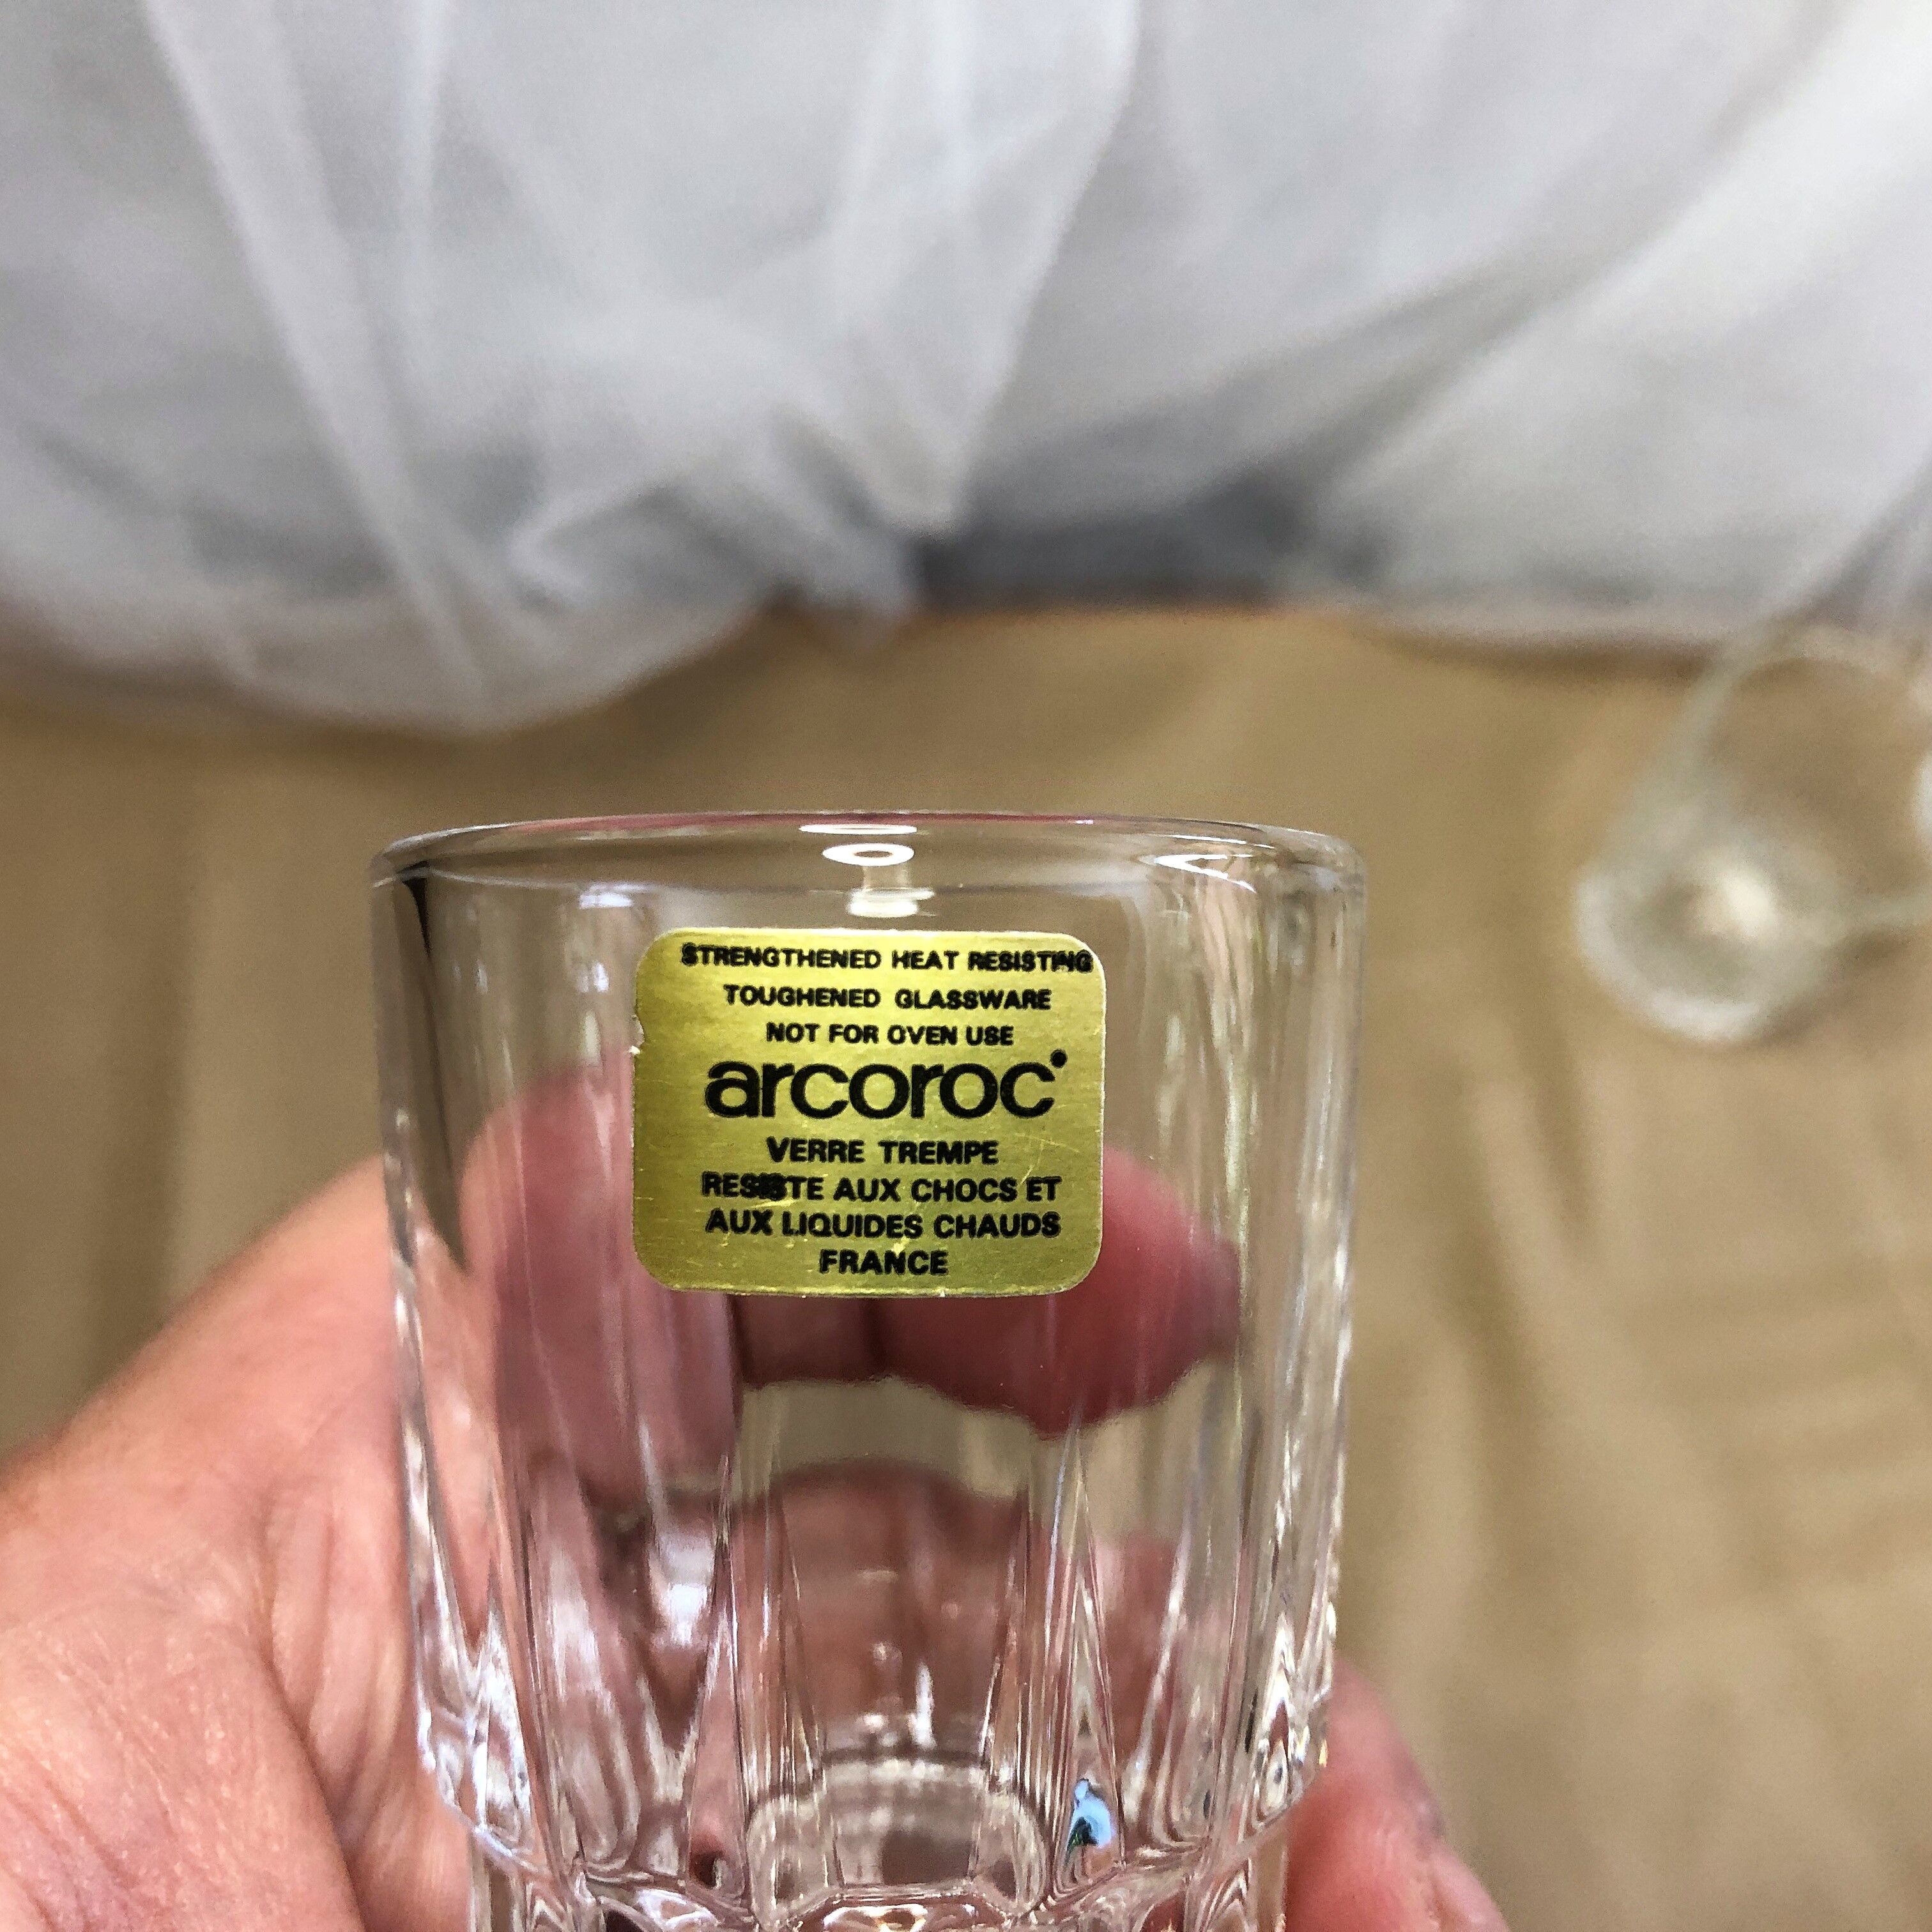 STRENGTHENED HEAT RESISTING
TOUGHENED GLASSWARE
NOT FOR OVEN USE
arcoroc
VERRE TREMPE
RESISTE AUX CHOCS ET
AUX LIQUIDES CHAUDS
FRANCE